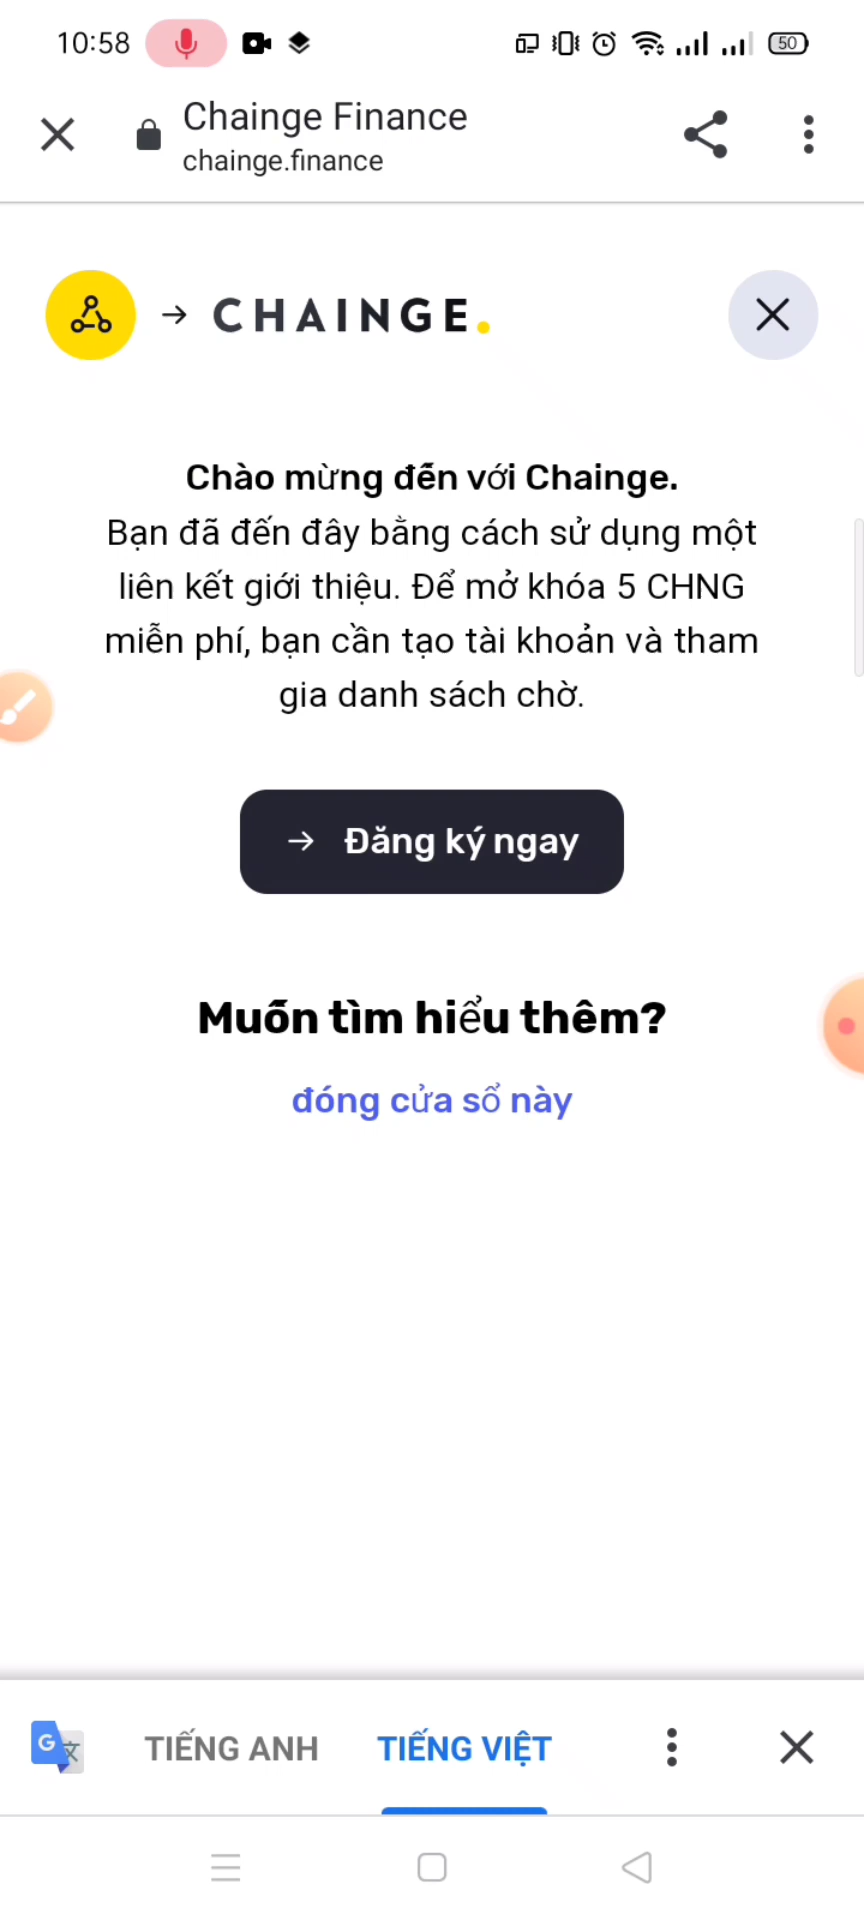 10:58
50
Chainge Finance
chainge.finance
CHAINGE.
Chào mừng đến với Chainge.
Bạn đã đến đây bằng cách sử dụng một
liên kết giới thiệu. Để mở khóa 5 CHNG
miễn phí, bạn cần tạo tài khoản và tham
gia danh sách chờ.
→ Đăng ký ngay
Muốn tìm hiểu thêm?
đóng cửa sổ này
G 文
TIẾNG ANH
TIẾNG VIỆT